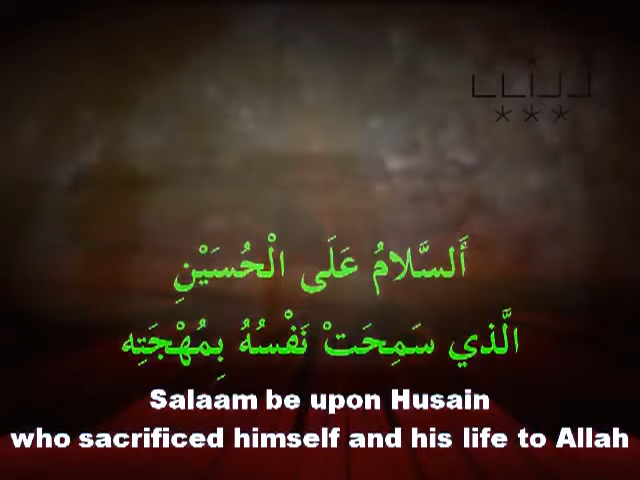 أَلسَّلامُ عَلَى الْحُسَيْنِ
الَّذي سَمِحَتْ نَفْسُهُ بِمُهْجَتِهِ
Salaam be upon Husain
who sacrificed himself and his life to Allah